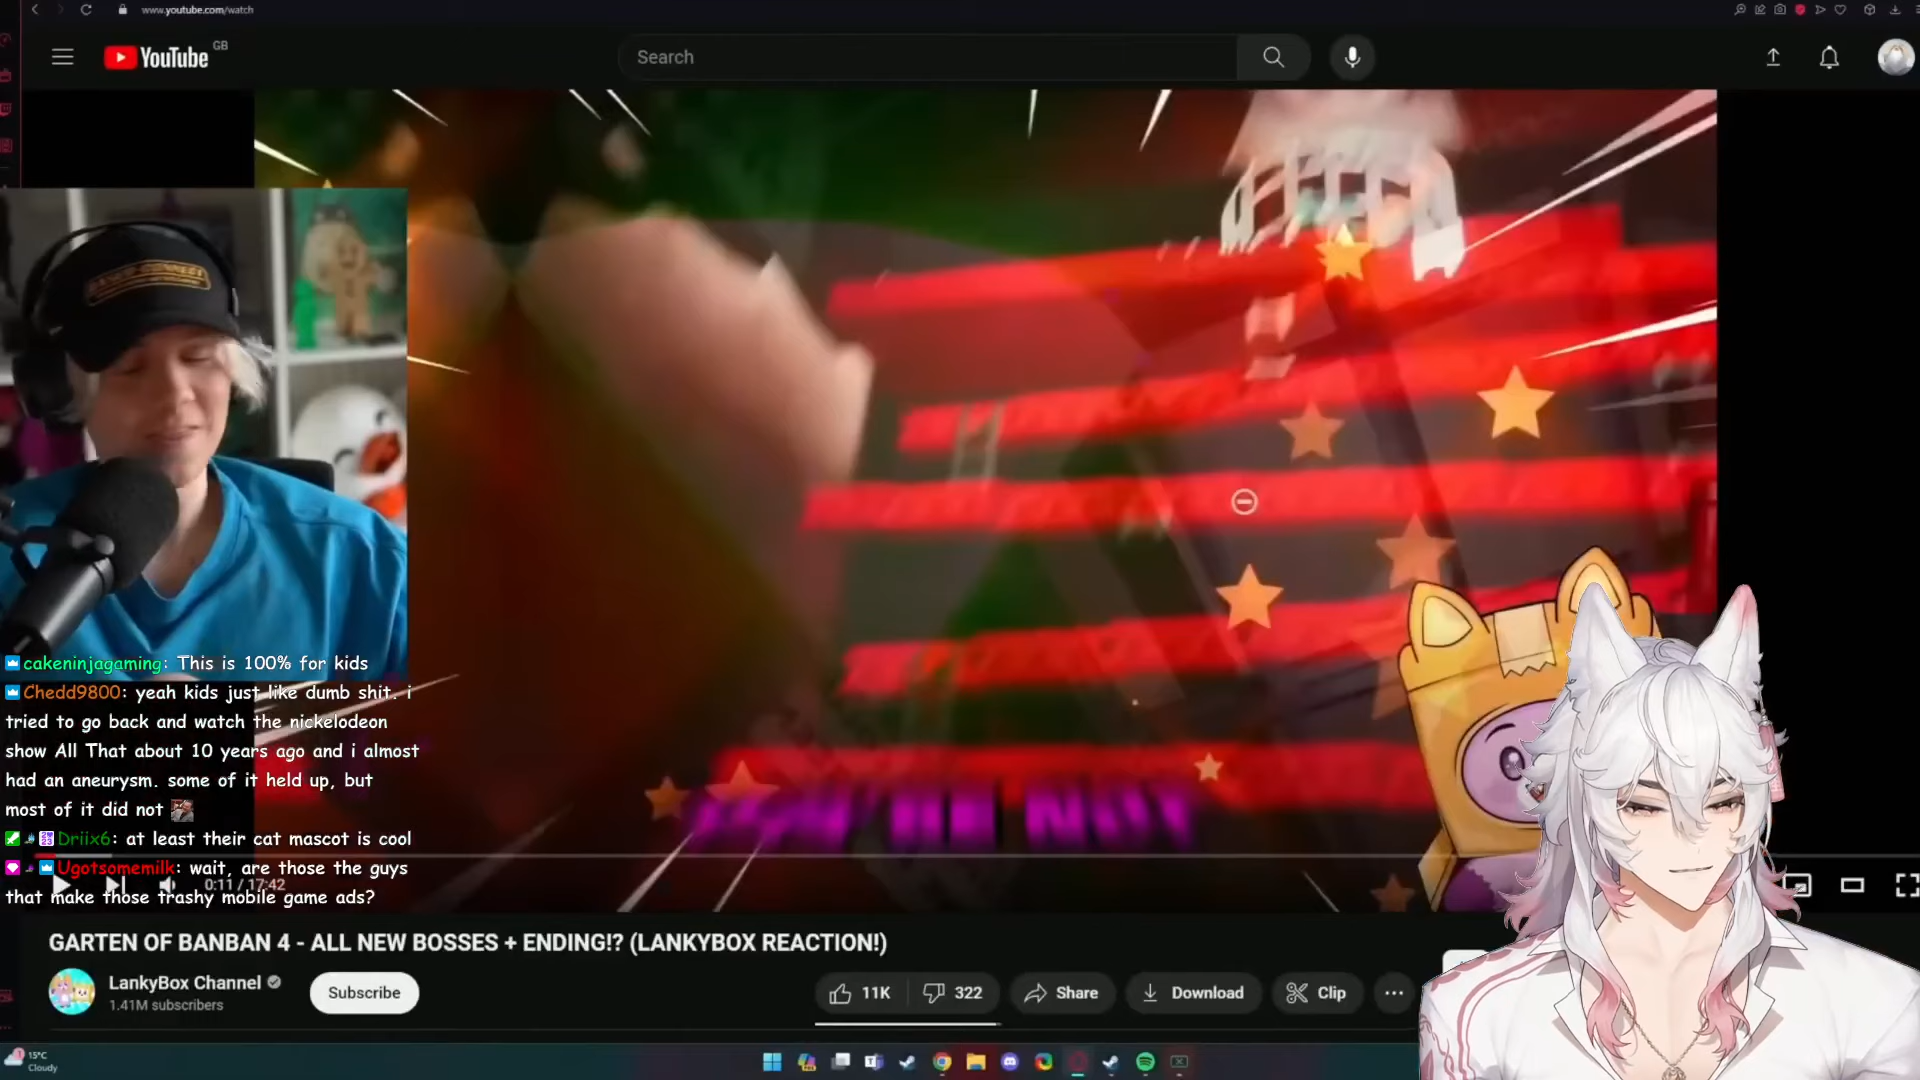 www.youtube.com/watch
YouTube
GB
Search
cakeninjagaming: This is 100% for kids
Chedd9800: yeah kids just like dumb shit. i
tried to go back and watch the nickelodeon
show All That about 10 years ago and i almost
had an aneurysm. some of it held up, but
most of it did not
Driix6: at least their cat mascot is cool
Ugotsomemilk: wait, are those the guys
that make those trashy mobile game ads?
0:11 / 17:42
GARTEN OF BANBAN 4 - ALL NEW BOSSES + ENDING!? (LANKYBOX REACTION!)
LankyBox Channel
1.41M subscribers
Subscribe
11K
322
Share
Download
Clip
15°C
Cloudy